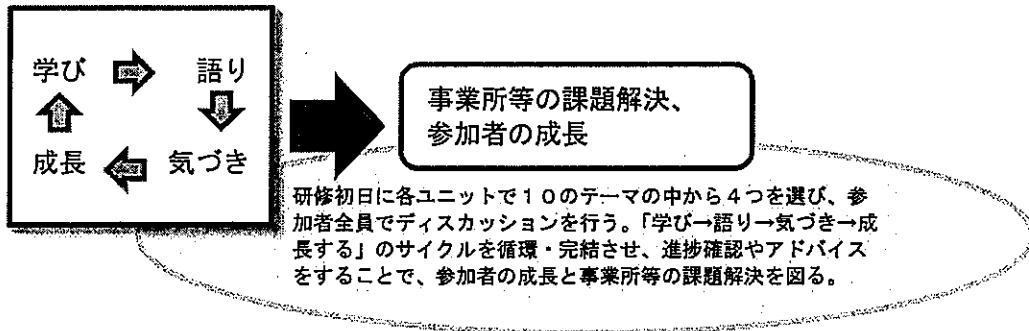 学び 語り
成長 気づき
事業所等の課題解決、
参加者の成長
研修初日に各ユニットで１０のテーマの中から４つを選び、参
加者全員でディスカッションを行う。「学び→語り→気づき→成
長する」のサイクルを循環・完結させ、進捗確認やアドバイス
をすることで、参加者の成長と事業所等の課題解決を図る。